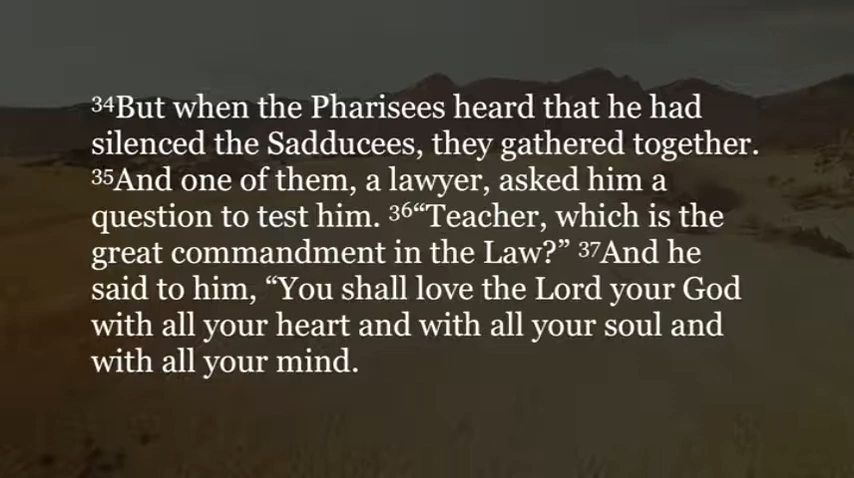 ³⁴But when the Pharisees heard that he had
silenced the Sadducees, they gathered together.
³⁵And one of them, a lawyer, asked him a
question to test him. ³⁶“Teacher, which is the
great commandment in the Law?” ³⁷And he
said to him, “You shall love the Lord your God
with all your heart and with all your soul and
with all your mind.